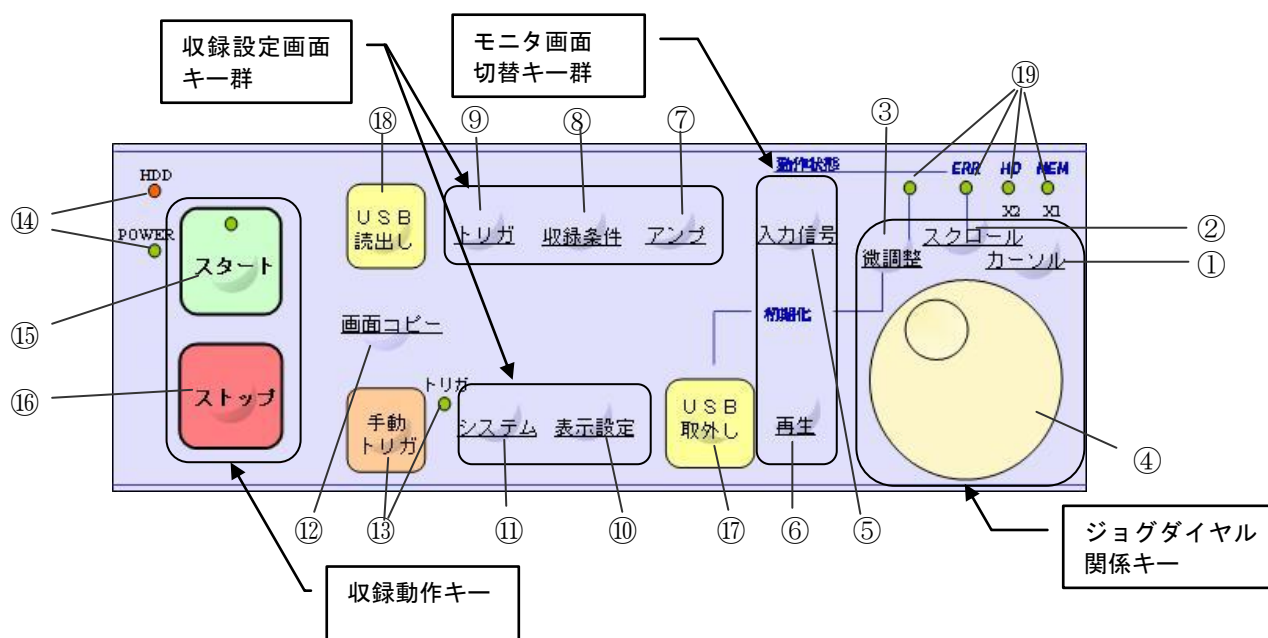 収録設定画面
キー群
モニタ画面
切替キー群
⑲
③
⑱
⑨
⑧
⑦
動作状態
ERR
HD
MEM
HDD
X2
X1
⑭
POWER
USB
読出し
トリガ
収録条件
アンプ
入力信号
スクロール
②
微調整
カーソル
①
スタート
⑮
画面コピー
初期化
⑯
ストップ
トリガ
手動
トリガ
システム
表示設定
USB
取外し
再生
④
⑫
⑬
⑪
⑩
⑰
⑥
⑤
ジョグダイヤル
関係キー
収録動作キー